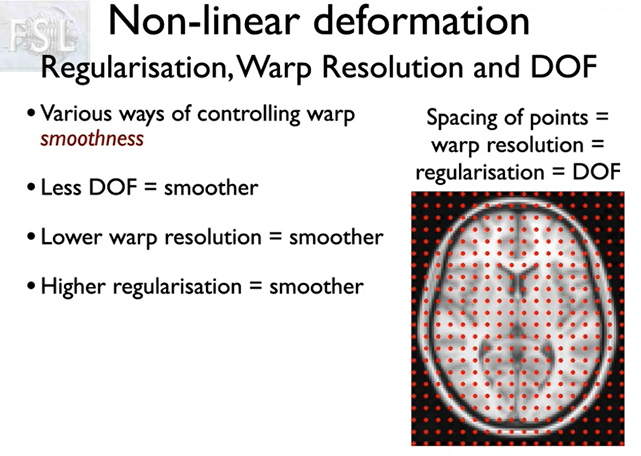 FSL
Non-linear deformation
Regularisation, Warp Resolution and DOF
• Various ways of controlling warp
smoothness
• Less DOF = smoother
• Lower warp resolution = smoother
• Higher regularisation = smoother
Spacing of points =
warp resolution =
regularisation = DOF